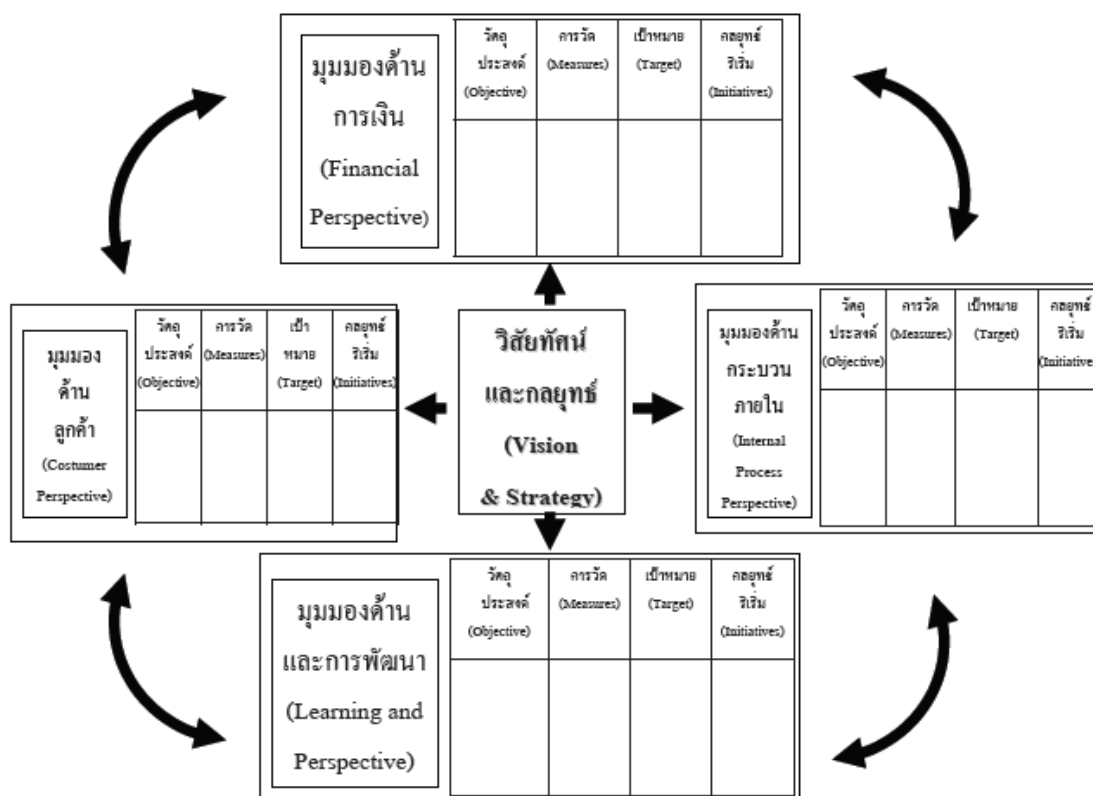 มุมมองด้าน
การเงิน
(Financial
Perspective)
วัตถุ
ประสงค์
(Objective)
การวัด
(Measures)
เป้าหมาย
(Target)
กลยุทธ์
ริเริ่ม
(Initiatives)
มุมมอง
ด้าน
ลูกค้า
(Costumer
Perspective)
วัตถุ
ประสงค์
(Objective)
การวัด
(Measures)
เป้า
หมาย
(Target)
กลยุทธ์
ริเริ่ม
(Initiatives)
วิสัยทัศน์
และกลยุทธ์
(Vision
& Strategy)
มุมมองด้าน
กระบวน
ภายใน
(Internal
Process
Perspective)
วัตถุ
ประสงค์
(Objective)
การวัด
(Measures)
เป้าหมาย
(Target)
กลยุทธ์
ริเริ่ม
(Initiatives)
มุมมองด้าน
และการพัฒนา
(Learning and
Perspective)
วัตถุ
ประสงค์
(Objective)
การวัด
(Measures)
เป้าหมาย
(Target)
กลยุทธ์
ริเริ่ม
(Initiatives)